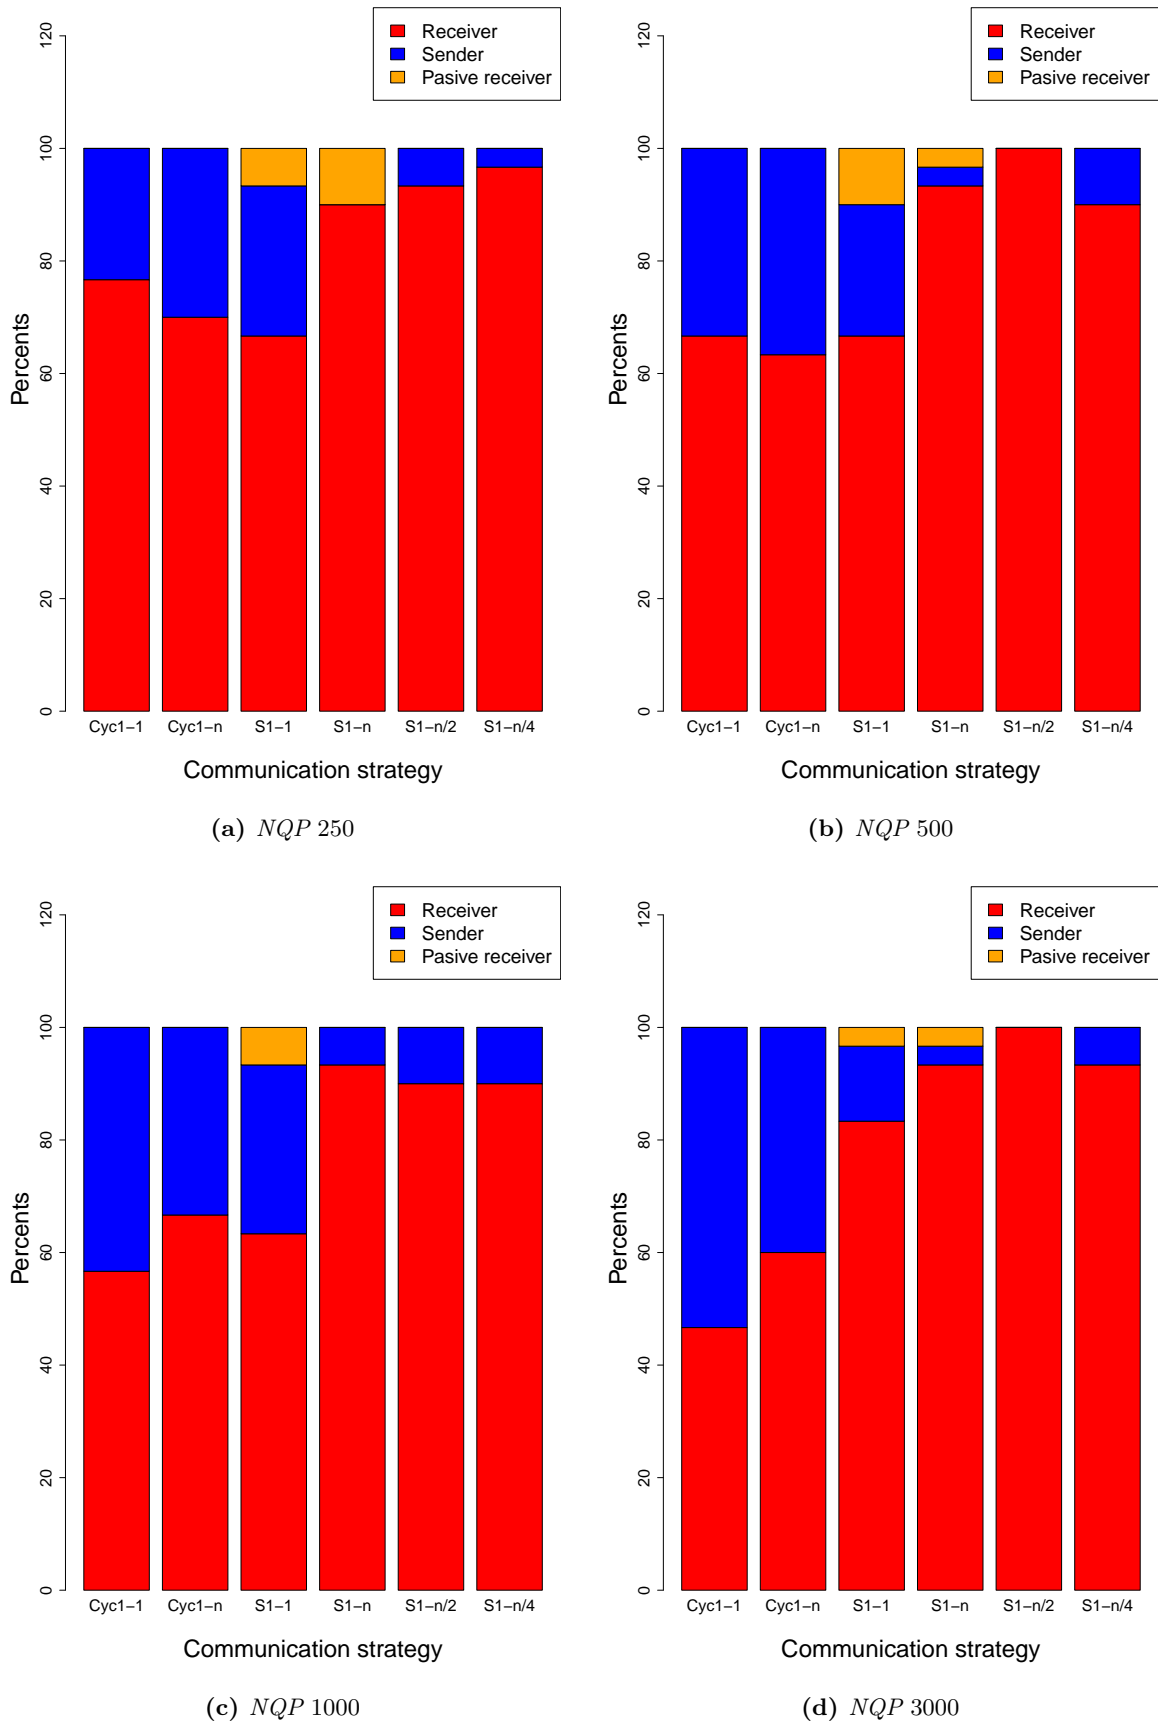 Receiver
Sender
Pasive receiver
Percents
0 20 40 60 80 100 120
Cyc1−1 Cyc1−n S1−1 S1−n S1−n/2 S1−n/4
Communication strategy
(a) NQP 250
Receiver
Sender
Pasive receiver
Percents
0 20 40 60 80 100 120
Cyc1−1 Cyc1−n S1−1 S1−n S1−n/2 S1−n/4
Communication strategy
(b) NQP 500
Receiver
Sender
Pasive receiver
Percents
0 20 40 60 80 100 120
Cyc1−1 Cyc1−n S1−1 S1−n S1−n/2 S1−n/4
Communication strategy
(c) NQP 1000
Receiver
Sender
Pasive receiver
Percents
0 20 40 60 80 100 120
Cyc1−1 Cyc1−n S1−1 S1−n S1−n/2 S1−n/4
Communication strategy
(d) NQP 3000